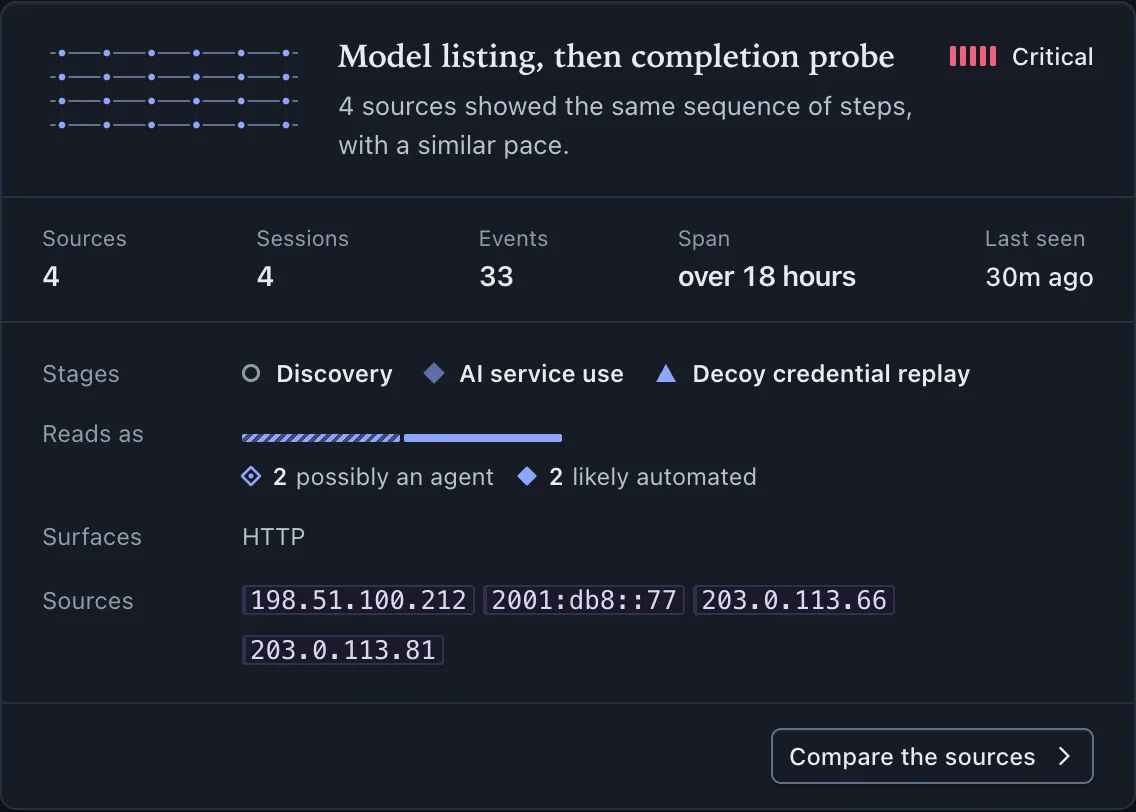 Model listing, then completion probe
Critical
4 sources showed the same sequence of steps,
with a similar pace.
Sources
Sessions
Events
Span
Last seen
4
4
33
over 18 hours
30m ago
Stages
Discovery
AI service use
Decoy credential replay
Reads as
2 possibly an agent
2 likely automated
Surfaces
HTTP
Sources
198.51.100.212
2001:db8::77
203.0.113.66
203.0.113.81
Compare the sources